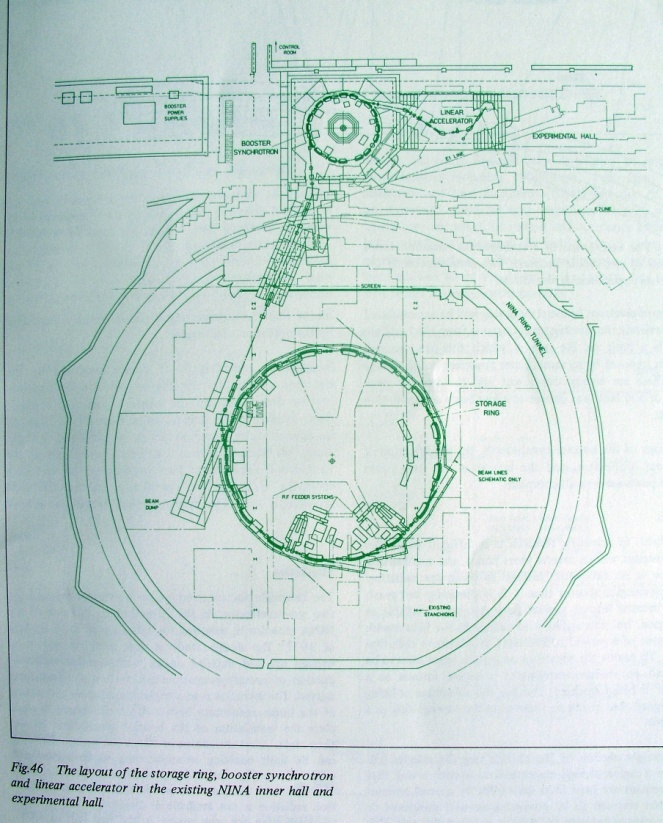 CONTROL
ROOM
BOOSTER
POWER
SUPPLIES
BOOSTER
SYNCHROTRON
LINEAR
ACCELERATOR
EXPERIMENTAL HALL
E1 LINE
E2 LINE
SCREEN
NINA RING TUNNEL
STORAGE
RING
BEAM LINES
SCHEMATIC ONLY
BEAM
DUMP
R.F FEEDER SYSTEMS
EXISTING
STANCHIONS
Fig.46 The layout of the storage ring, booster synchrotron
and linear accelerator in the existing NINA inner hall and
experimental hall.